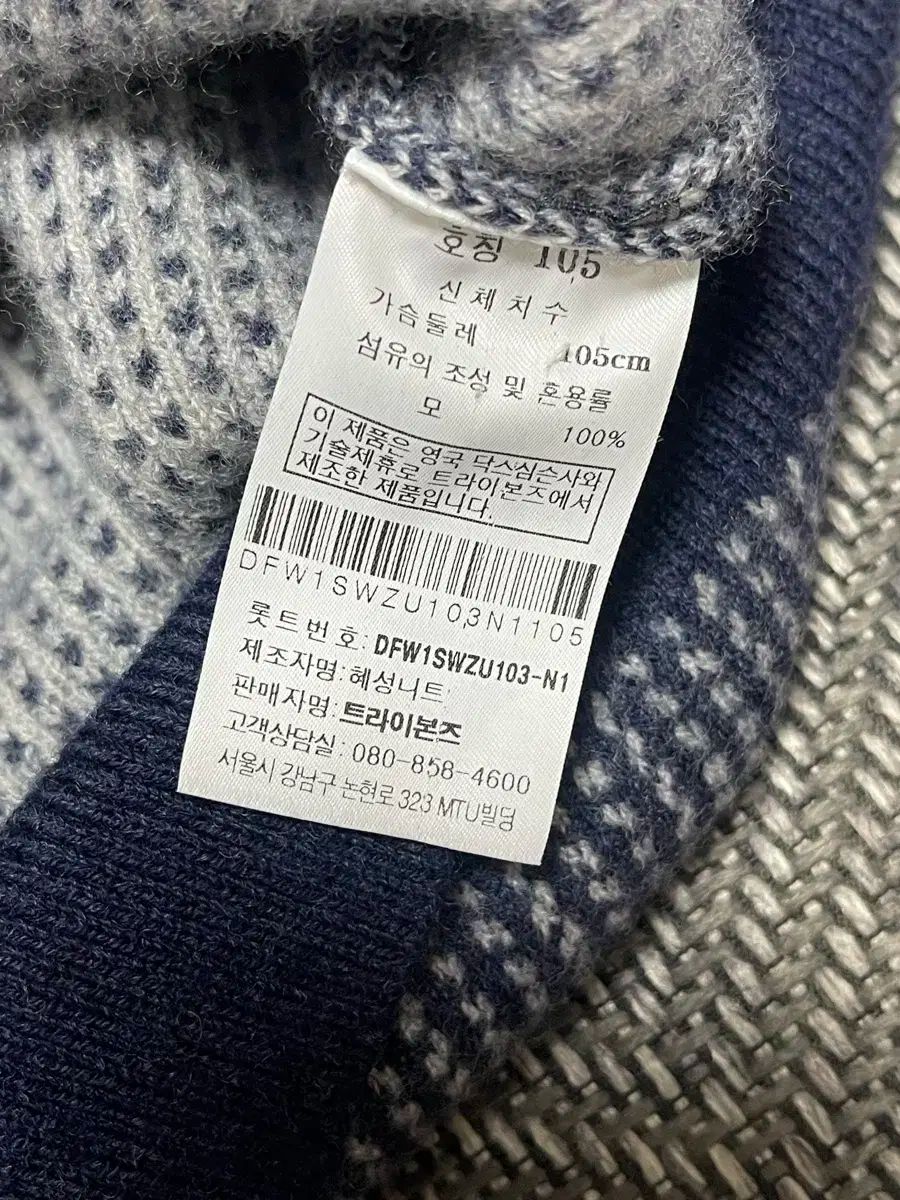 호칭 105
신체치수
가슴둘레 105cm
섬유의 조성 및 혼용률
모 100%
이 제품은 영국 닥스심슨사와
기술제휴로 트라이본즈에서
제조한 제품입니다.
DFW1SWZU103N1105
롯트번호: DFW1SWZU103-N1
제조자명: 혜성니트
판매자명: 트라이본즈
고객상담실: 080-858-4600
서울시 강남구 논현로 323 MTU빌딩